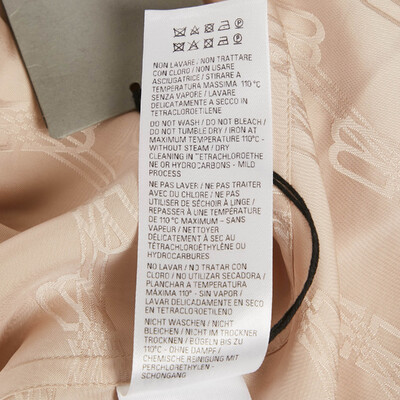 NON LAVARE / NON TRATTARE
CON CLORO / NON USARE
ASCIUGATRICE / STIRARE A
TEMPERATURA MASSIMA 110 °C
SENZA VAPORE / LAVARE
DELICATAMENTE A SECCO IN
TETRACLOROETILENE
DO NOT WASH / DO NOT BLEACH /
DO NOT TUMBLE DRY / IRON AT
MAXIMUM TEMPERATURE 110°C-
WITHOUT STEAM / DRY
CLEANING IN TETRACHLOROETHE
NE OR HYDROCARBONS - MILD
PROCESS
NE PAS LAVER / NE PAS TRAITER
AVEC DU CHLORE / NE PAS
UTILISER DE SÉCHOIR À LINGE /
REPASSER À UNE TEMPÉRATURE
DE 110 °C MAXIMUM - SANS
VAPEUR / NETTOYER
DÉLICATEMENT À SEC AU
TÉTRACHLOROÉTHYLÈNE OU
HYDROCARBURES
NO LAVAR / NO TRATAR CON
CLORO / NO UTILIZAR SECADORA /
PLANCHAR A TEMPERATURA
MÁXIMA 110° - SIN VAPOR /
LAVAR DELICADAMENTE EN SECO
EN TETRACLOROETILENO
NICHT WASCHEN / NICHT
BLEICHEN / NICHT IM TROCKNER
TROCKNEN / BÜGELN BIS ZU
110°C - OHNE DAMPF /
CHEMISCHE REINIGUNG MIT
PERCHLORETHYLEN -
SCHONGANG